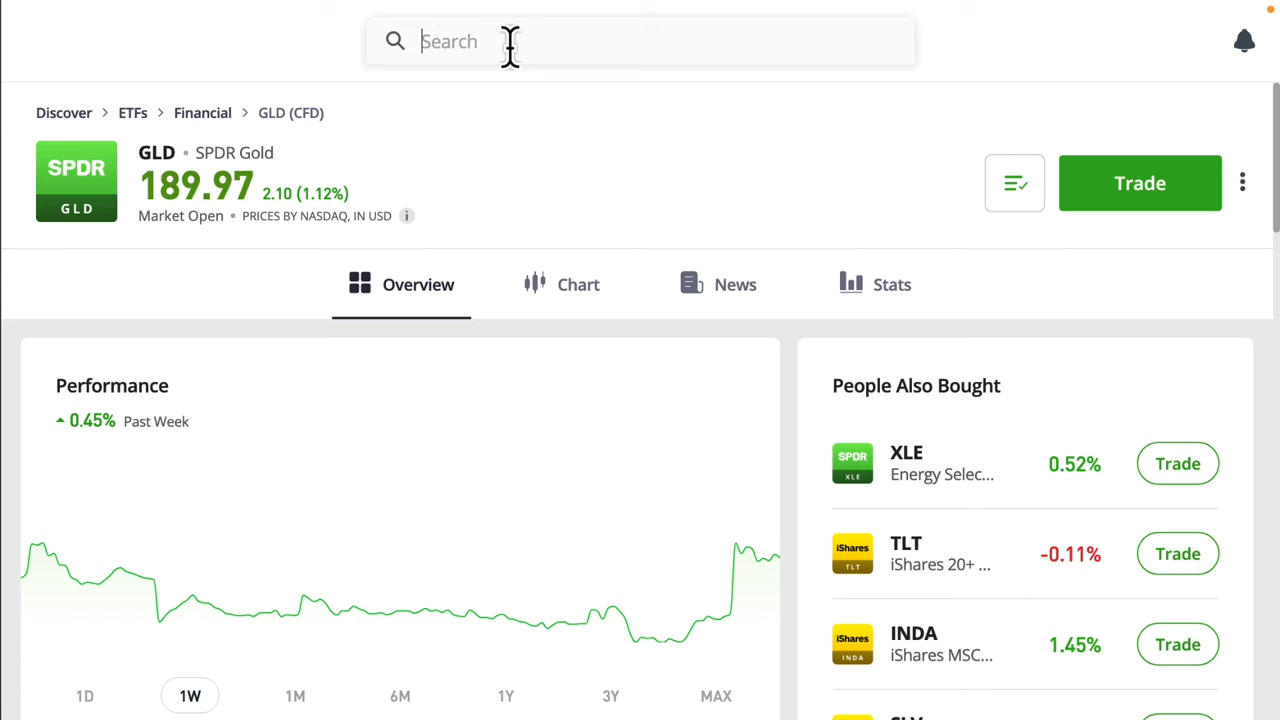 Search
Discover > ETFs > Financial > GLD (CFD)
SPDR
GLD
GLD • SPDR Gold
189.97 2.10 (1.12%)
Market Open • PRICES BY NASDAQ, IN USD i
Trade
Overview
Chart
News
Stats
Performance
0.45% Past Week
1D 1W 1M 6M 1Y 3Y MAX
People Also Bought
SPDR
XLE
XLE
Energy Selec...
0.52%
Trade
iShares
TLT
TLT
iShares 20+ ...
-0.11%
Trade
iShares
INDA
INDA
iShares MSC...
1.45%
Trade